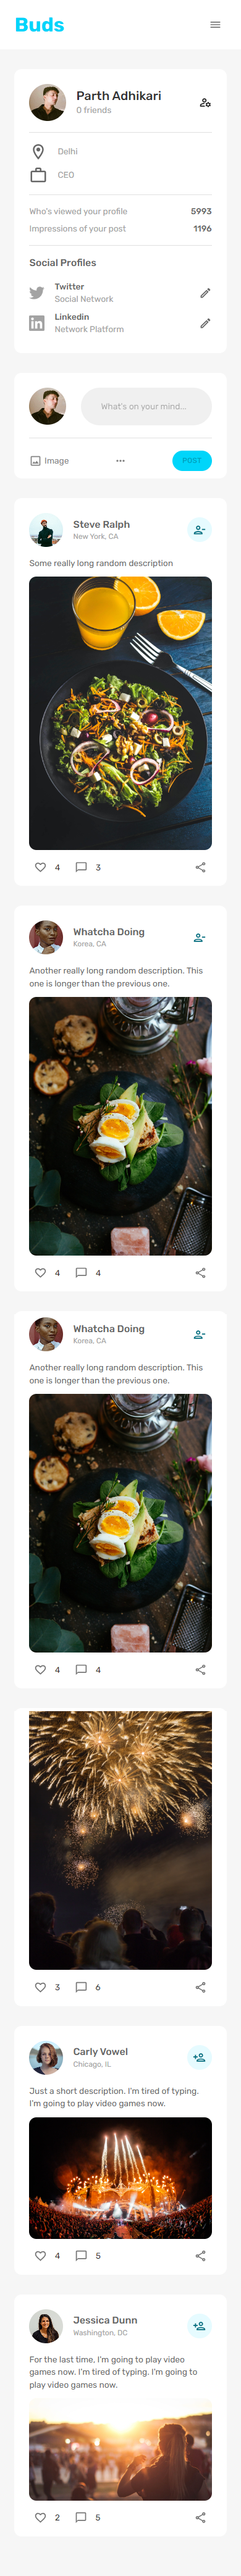 Buds
Parth Adhikari
0 friends
Delhi
CEO
Who's viewed your profile 5993
Impressions of your post 1196
Social Profiles
Twitter
Social Network
Linkedin
Network Platform
What's on your mind...
Image
POST
Steve Ralph
New York, CA
Some really long random description
4 3
Whatcha Doing
Korea, CA
Another really long random description. This
one is longer than the previous one.
4 4
Whatcha Doing
Korea, CA
Another really long random description. This
one is longer than the previous one.
4 4
3 6
Carly Vowel
Chicago, IL
Just a short description. I'm tired of typing.
I'm going to play video games now.
4 5
Jessica Dunn
Washington, DC
For the last time, I'm going to play video
games now. I'm tired of typing. I'm going to
play video games now.
2 5